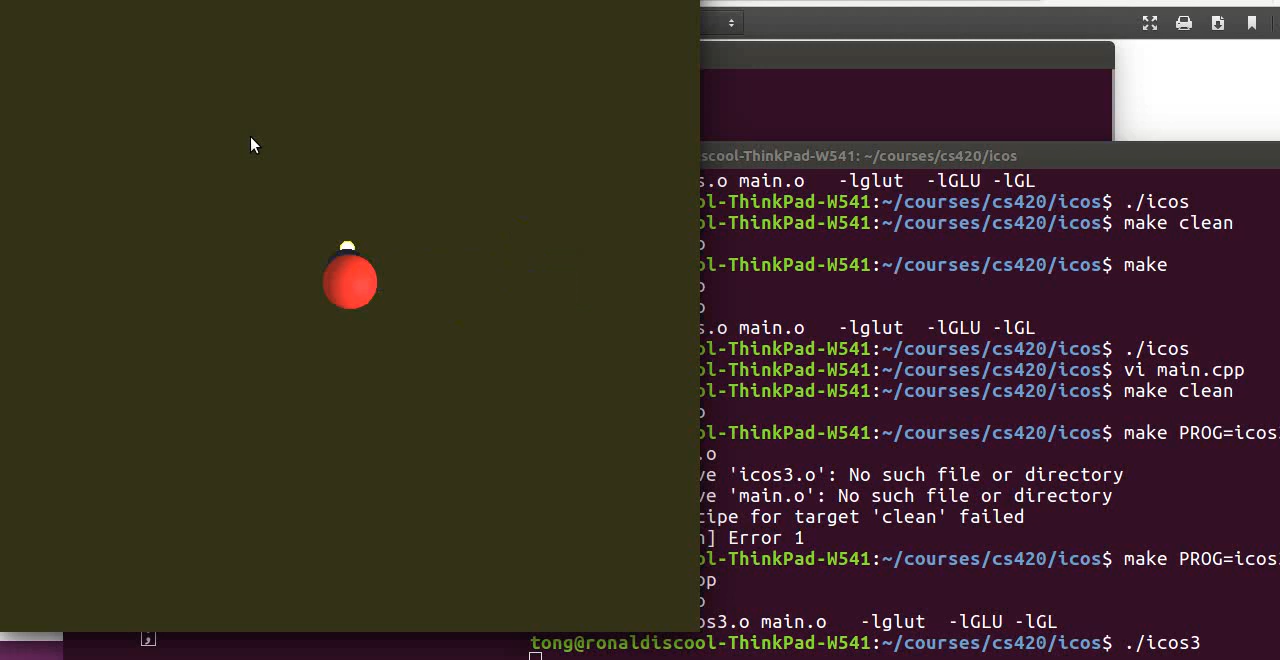 scool-ThinkPad-W541: ~/courses/cs420/icos
s.o main.o -lglut -lGLU -lGL
ol-ThinkPad-W541:~/courses/cs420/icos$ ./icos
ol-ThinkPad-W541:~/courses/cs420/icos$ make clean
o
ol-ThinkPad-W541:~/courses/cs420/icos$ make
o
o
s.o main.o -lglut -lGLU -lGL
ol-ThinkPad-W541:~/courses/cs420/icos$ ./icos
ol-ThinkPad-W541:~/courses/cs420/icos$ vi main.cpp
ol-ThinkPad-W541:~/courses/cs420/icos$ make clean
o
ol-ThinkPad-W541:~/courses/cs420/icos$ make PROG=icos3
.o
ve 'icos3.o': No such file or directory
ve 'main.o': No such file or directory
cipe for target 'clean' failed
n] Error 1
ol-ThinkPad-W541:~/courses/cs420/icos$ make PROG=icos3
pp
o
os3.o main.o -lglut -lGLU -lGL
;
tong@ronaldiscool-ThinkPad-W541:~/courses/cs420/icos$ ./icos3